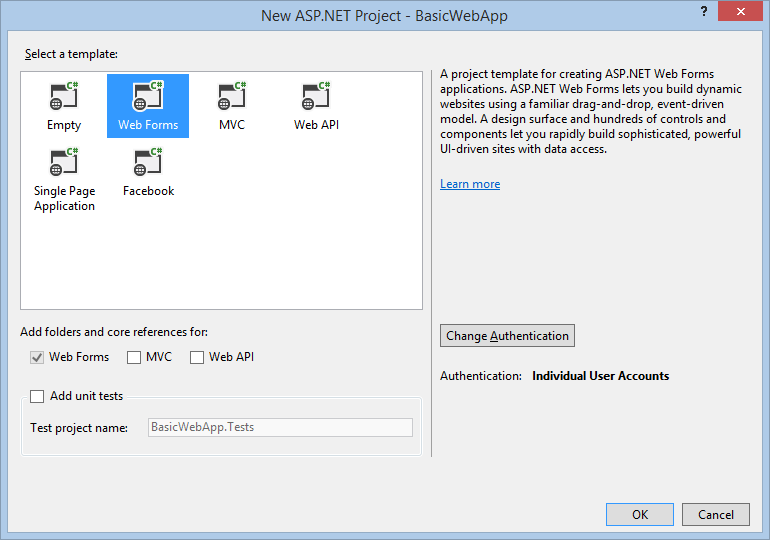 New ASP.NET Project - BasicWebApp
?
Select a template:
C#
C#
C#
C#
Empty
Web Forms
MVC
Web API
C#
C#
Single Page
Application
Facebook
A project template for creating ASP.NET Web Forms
applications. ASP.NET Web Forms lets you build dynamic
websites using a familiar drag-and-drop, event-driven
model. A design surface and hundreds of controls and
components let you rapidly build sophisticated, powerful
UI-driven sites with data access.
Learn more
Add folders and core references for:
Web Forms
MVC
Web API
Add unit tests
Test project name:
BasicWebApp.Tests
Change Authentication
Authentication: Individual User Accounts
OK
Cancel